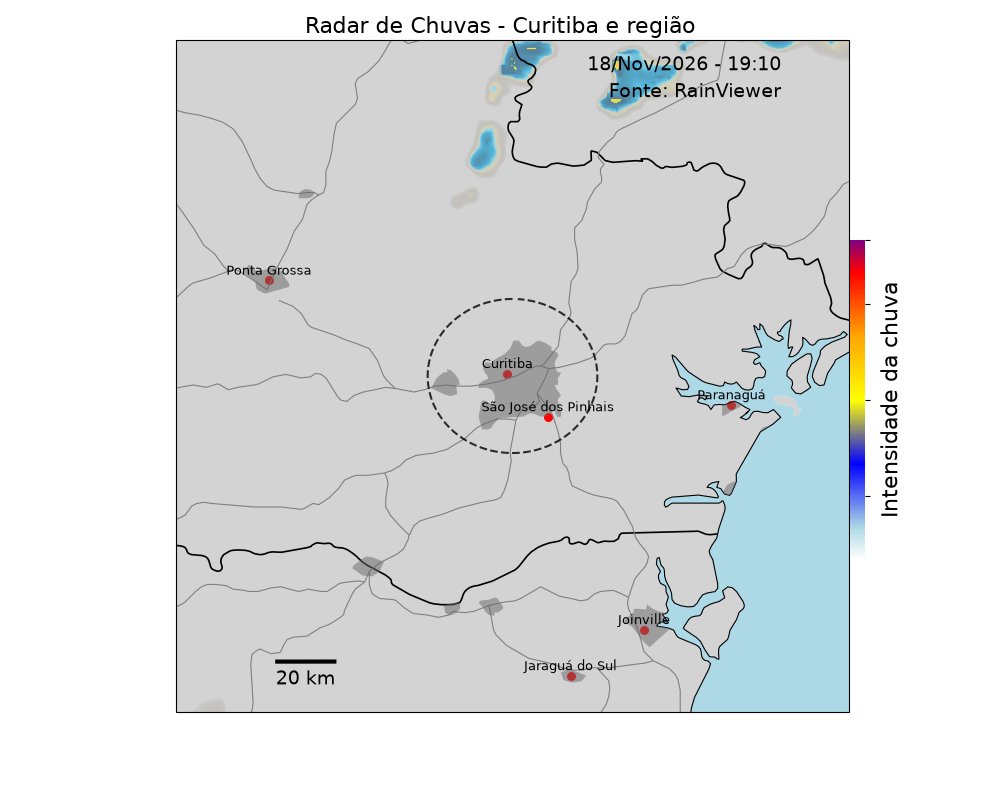 Radar de Chuvas - Curitiba e região
18/Nov/2026 - 19:10
Fonte: RainViewer
Ponta Grossa
Curitiba
São José dos Pinhais
Paranaguá
Intensidade da chuva
Joinville
Jaraguá do Sul
20 km